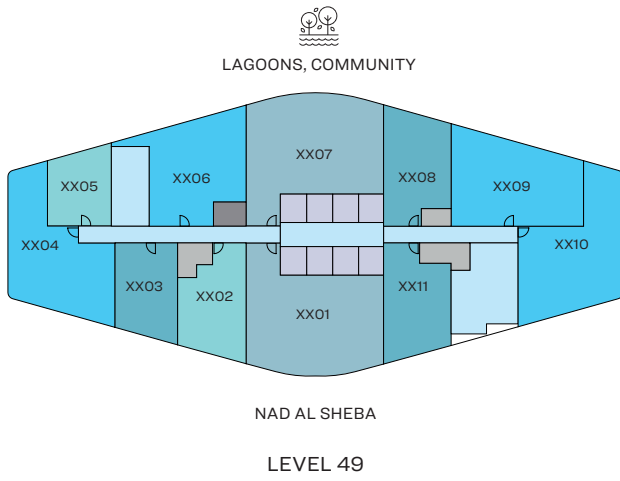 LAGOONS, COMMUNITY
XX07
XX05
XX06
XX08
XX09
XX04
XX10
XX03
XX02
XX11
XX01
NAD AL SHEBA
LEVEL 49